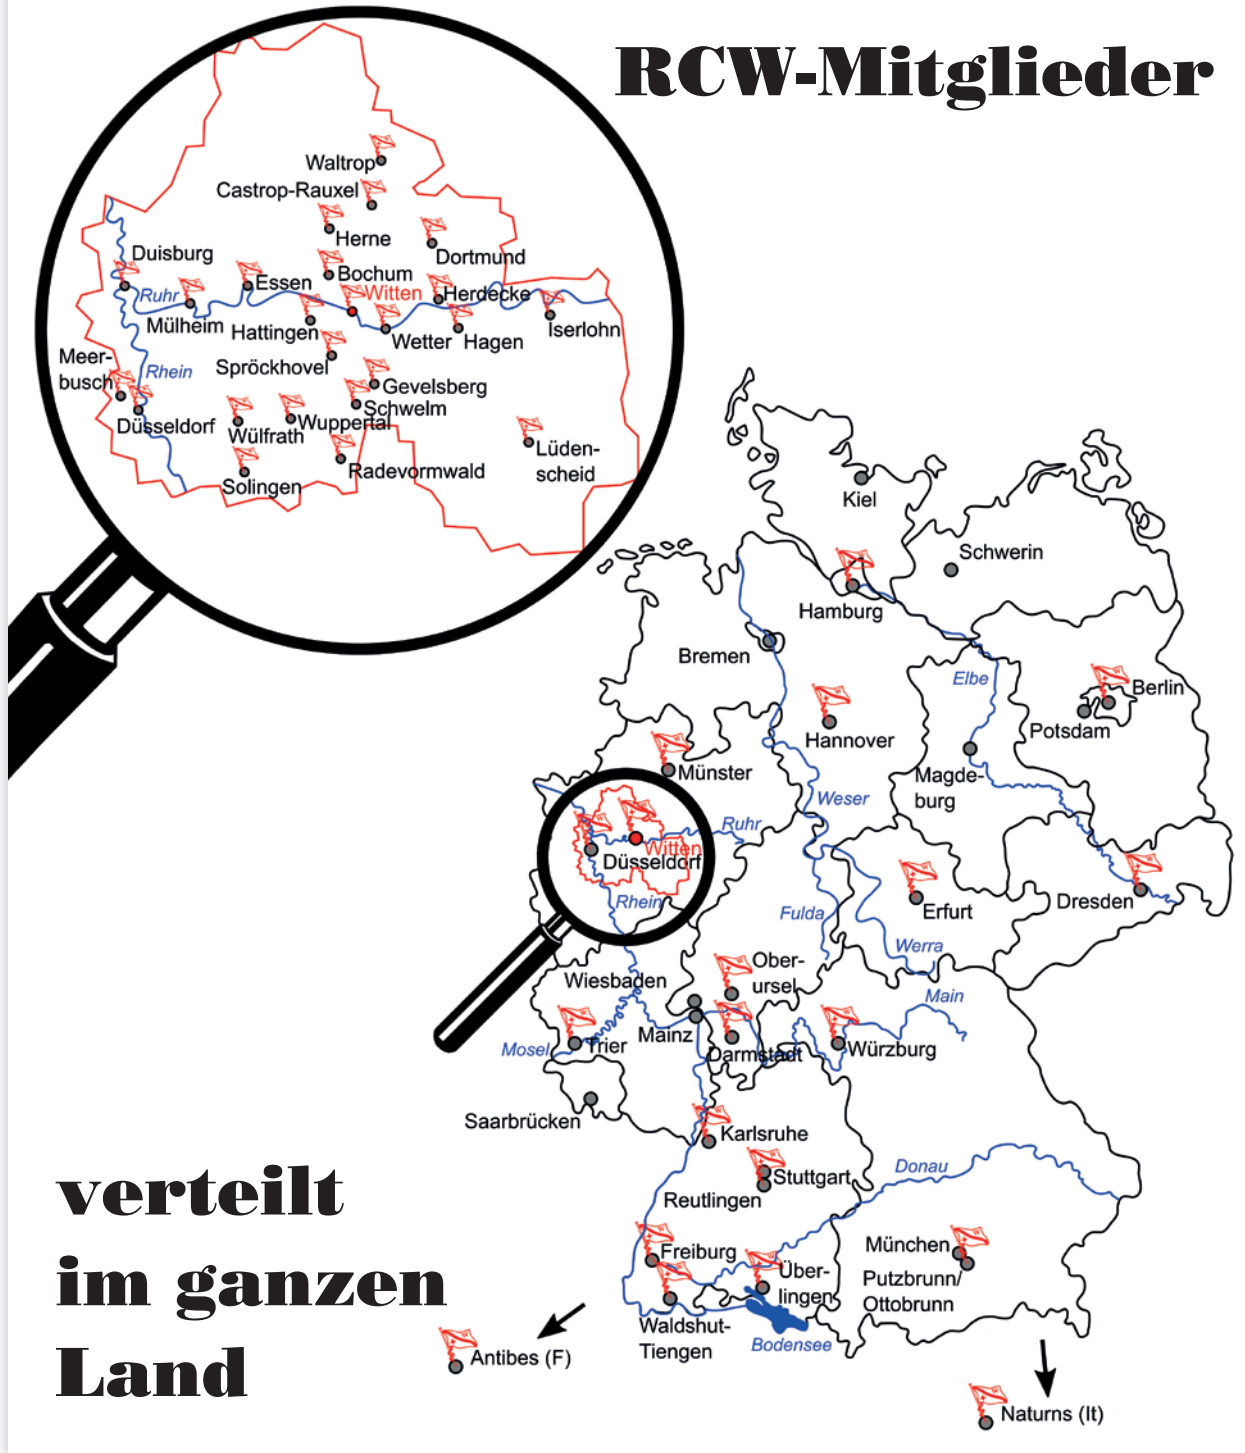 RCW-Mitglieder
Waltrop
Castrop-Rauxel
Herne
Dortmund
Duisburg
Bochum
Essen
Ruhr
Witten
Herdecke
Mülheim
Hattingen
Wetter
Hagen
Iserlohn
Meer-
busch
Rhein
Spröckhovel
Gevelsberg
Schwelm
Düsseldorf
Wülfrath
Wuppertal
Lüden-
scheid
Radevormwald
Solingen
Kiel
Schwerin
Hamburg
Bremen
Elbe
Berlin
Potsdam
Hannover
Münster
Magde-
burg
Weser
Ruhr
Witten
Düsseldorf
Rhein
Fulda
Erfurt
Dresden
Werra
Wiesbaden
Ober-
ursel
Main
Mainz
Mosel
Trier
Darmstadt
Würzburg
Saarbrücken
Karlsruhe
Stuttgart
Reutlingen
Donau
Freiburg
Über-
lingen
München
Putzbrunn/
Ottobrunn
Waldshut-
Tiengen
Bodensee
Antibes (F)
Naturns (It)
verteilt
im ganzen
Land